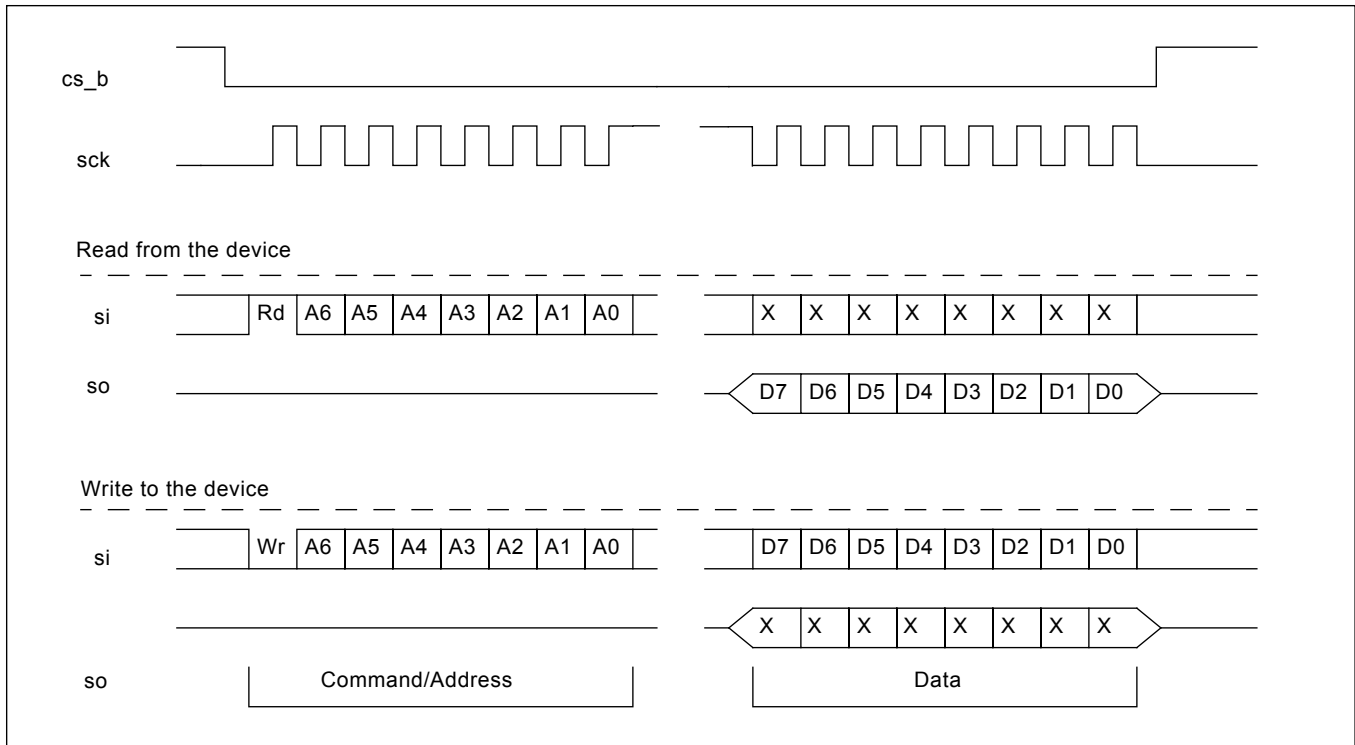 cs_b
sck
Read from the device
si Rd A6 A5 A4 A3 A2 A1 A0 X X X X X X X X
so D7 D6 D5 D4 D3 D2 D1 D0
Write to the device
si Wr A6 A5 A4 A3 A2 A1 A0 D7 D6 D5 D4 D3 D2 D1 D0
X X X X X X X X
so Command/Address Data